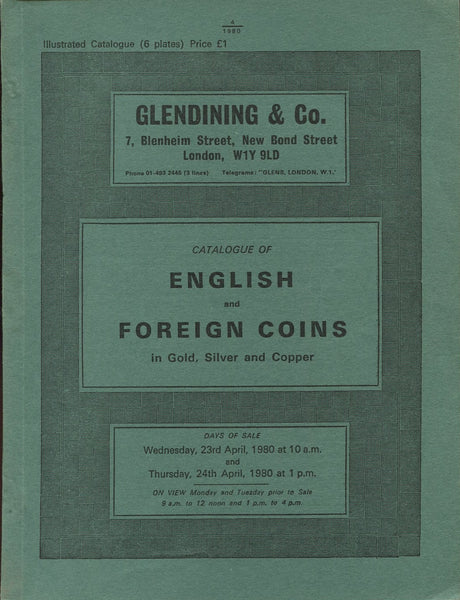 4
1980
Illustrated Catalogue (6 plates) Price £1
GLENDINING & Co.
7, Blenheim Street, New Bond Street
London, W1Y 9LD
Phone 01-493 2445 (3 lines) Telegrams: "GLENS, LONDON, W.1."
CATALOGUE OF
ENGLISH
and
FOREIGN COINS
in Gold, Silver and Copper
DAYS OF SALE
Wednesday, 23rd April, 1980 at 10 a.m.
and
Thursday, 24th April, 1980 at 1 p.m.
ON VIEW Monday and Tuesday prior to Sale
9 a.m. to 12 noon and 1 p.m. to 4 p.m.